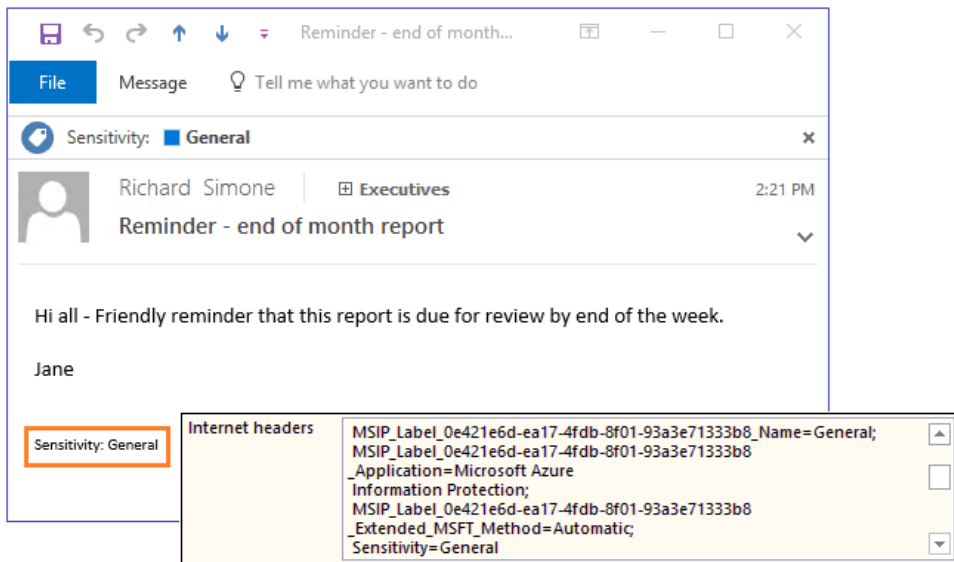 Reminder - end of month...
File Message Tell me what you want to do
Sensitivity: General
Richard Simone Executives 2:21 PM
Reminder - end of month report
Hi all - Friendly reminder that this report is due for review by end of the week.
Jane
Sensitivity: General
Internet headers
MSIP_Label_0e421e6d-ea17-4fdb-8f01-93a3e71333b8_Name=General;
MSIP_Label_0e421e6d-ea17-4fdb-8f01-93a3e71333b8
_Application=Microsoft Azure
Information Protection;
MSIP_Label_0e421e6d-ea17-4fdb-8f01-93a3e71333b8
_Extended_MSFT_Method=Automatic;
Sensitivity=General